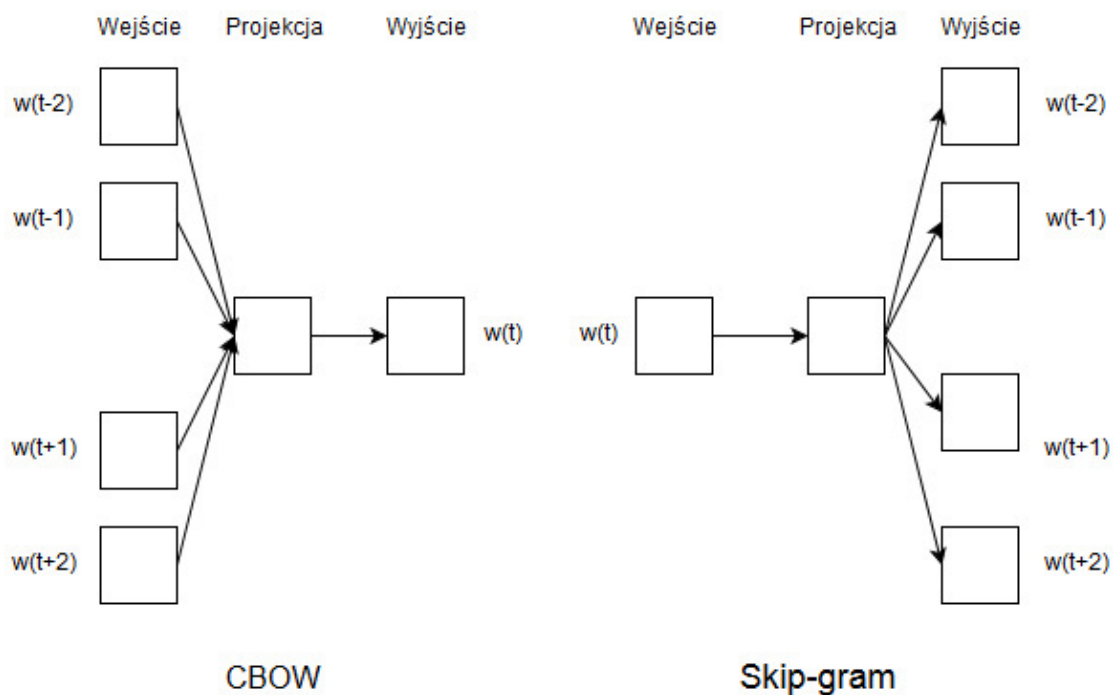 Wejście Projekcja Wyjście
w(t-2)
w(t-1)
w(t)
w(t+1)
w(t+2)
CBOW
Wejście Projekcja Wyjście
w(t-2)
w(t-1)
w(t)
w(t+1)
w(t+2)
Skip-gram